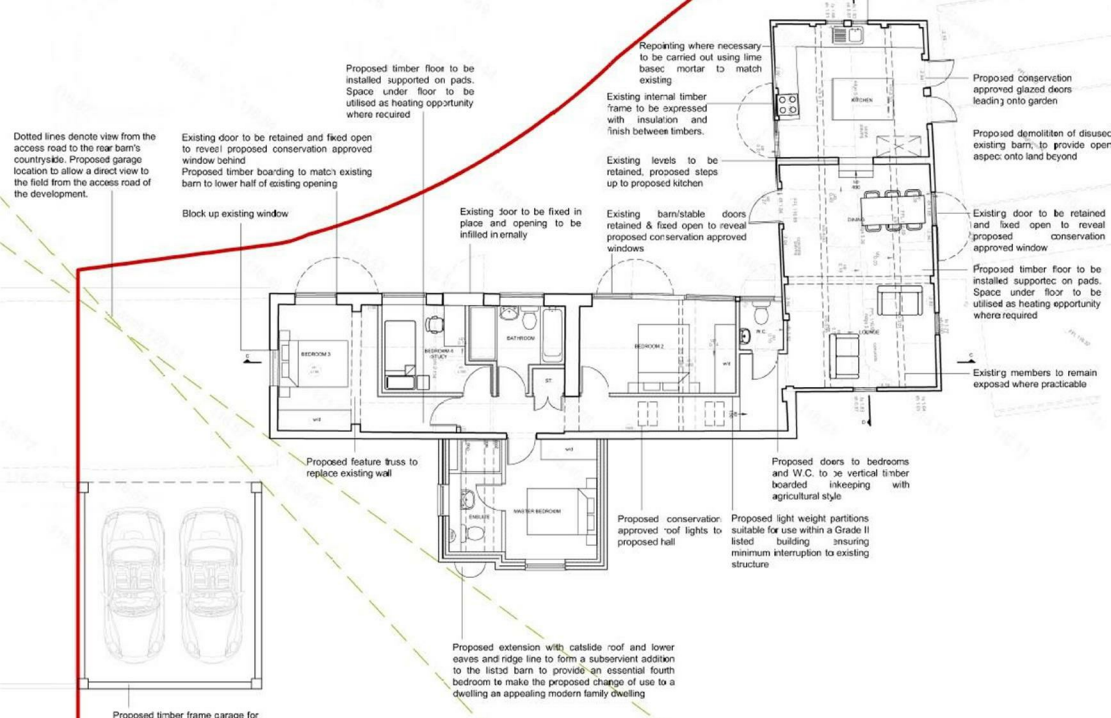 Repointing where necessary
to be carried out using lime
based mortar to match
existing
Proposed timber floor to be
installed supported on pads.
Space under floor to be
utilised as heating opportunity
where required
Existing internal timber
frame to be expressed
with insulation and
finish between timbers.
KITCHEN
Proposed conservation
approved glazed doors
leading onto garden
Dotted lines denote view from the
access road to the rear barn's
countryside. Proposed garage
location to allow a direct view to
the field from the access road of
the development.
Existing door to be retained and fixed open
to reveal proposed conservation approved
window behind
Proposed timber boarding to match existing
barn to lower half of existing opening
Proposed demolititen of disused
existing barn, to provide open
aspect onto land beyond
Existing levels to be
retained, proposed steps
up to proposed kitchen
Block up existing window
Existing door to be fixed in
place and opening to be
infilled internally
Existing barn/stable doors
retained & fixed open to reveal
proposed conservation approved
windows
DINING
Existing door to be retained
and fixed open to reveal
proposed conservation
approved window
Proposed timber floor to be
installed supported on pads.
Space under floor to be
utilised as heating opportunity
where required
BEDROOM 3
BEDROOM 4
/STUDY
BATHROOM
ST
BEDROOM 2
W.C.
LOUNGE
wd
wd
Existing members to remain
exposed where practicable
Proposed feature truss to
replace existing wall
wd
ENSUITE
MASTER BEDROOM
Proposed doors to bedrooms
and W.C. to be vertical timber
boarded inkeeping with
agricultural style
Proposed conservation
approved roof lights to
proposed hall
Proposed light weight partitions
suitable for use within a Grade II
listed building ensuring
minimum interruption to existing
structure
Proposed extension with catslide roof and lower
eaves and ridge line to form a subservient addition
to the listed barn to provide an essential fourth
bedroom to make the proposed change of use to a
dwelling an appealing modern family dwelling
Proposed timber frame garage for